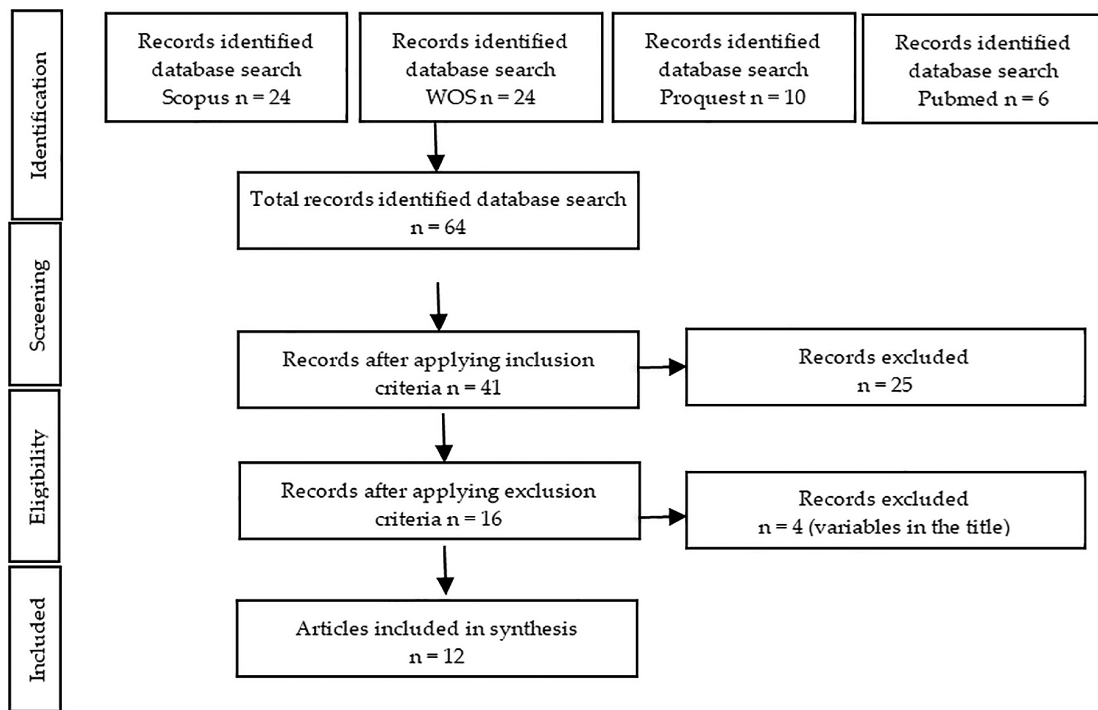 Identification
Records identified
database search
Scopus n = 24
Records identified
database search
WOS n = 24
Records identified
database search
Proquest n = 10
Records identified
database search
Pubmed n = 6
Total records identified database search
n = 64
Screening
Records after applying inclusion
criteria n = 41
Records excluded
n = 25
Eligibility
Records after applying exclusion
criteria n = 16
Records excluded
n = 4 (variables in the title)
Included
Articles included in synthesis
n = 12